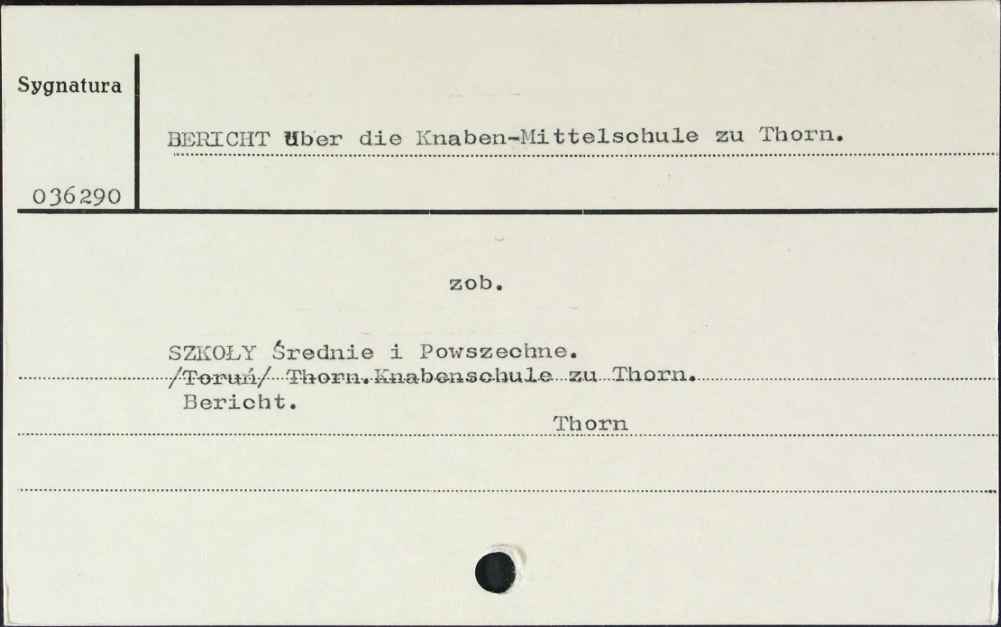 Sygnatura
BERICHT über die Knaben-Mittelschule zu Thorn.
036290
zob.
SZKOŁY Średnie i Powszechne.
/Toruń/ Thorn.Knabenschule zu Thorn.
Bericht.
Thorn